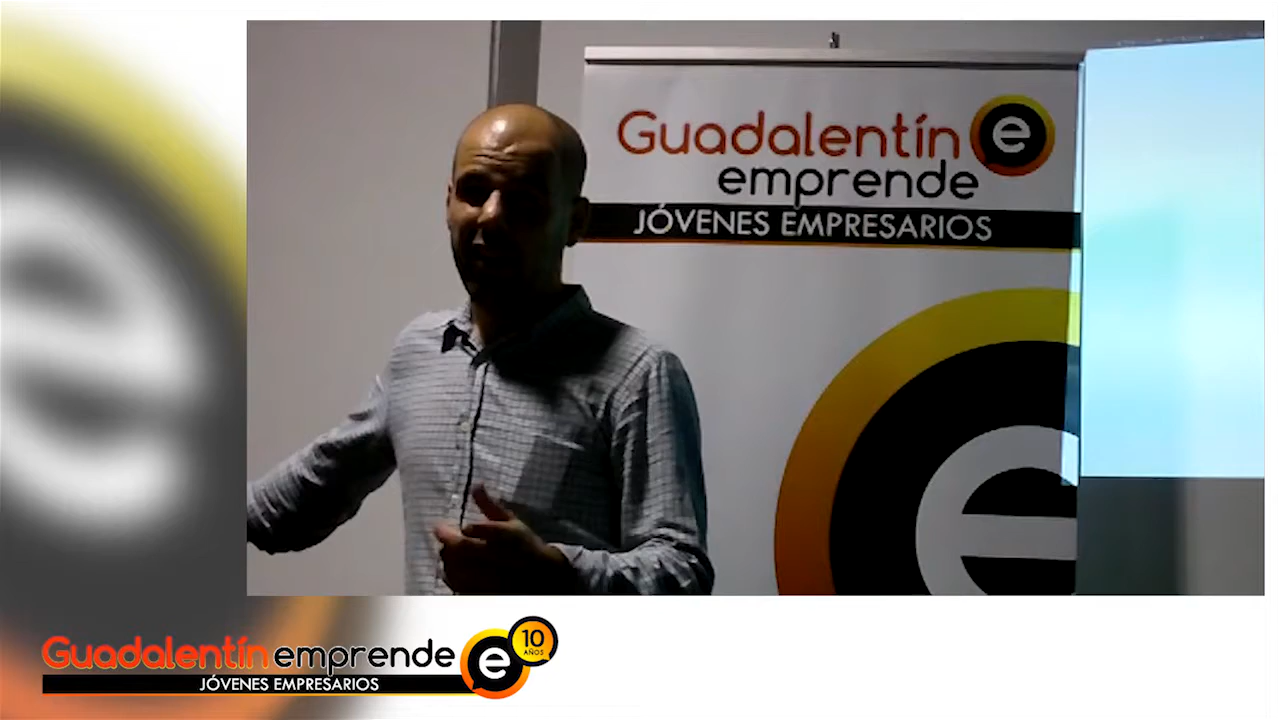 Guadalentín e
emprende
JÓVENES EMPRESARIOS
e
e
Guadalentín emprende e
10
AÑOS
JÓVENES EMPRESARIOS